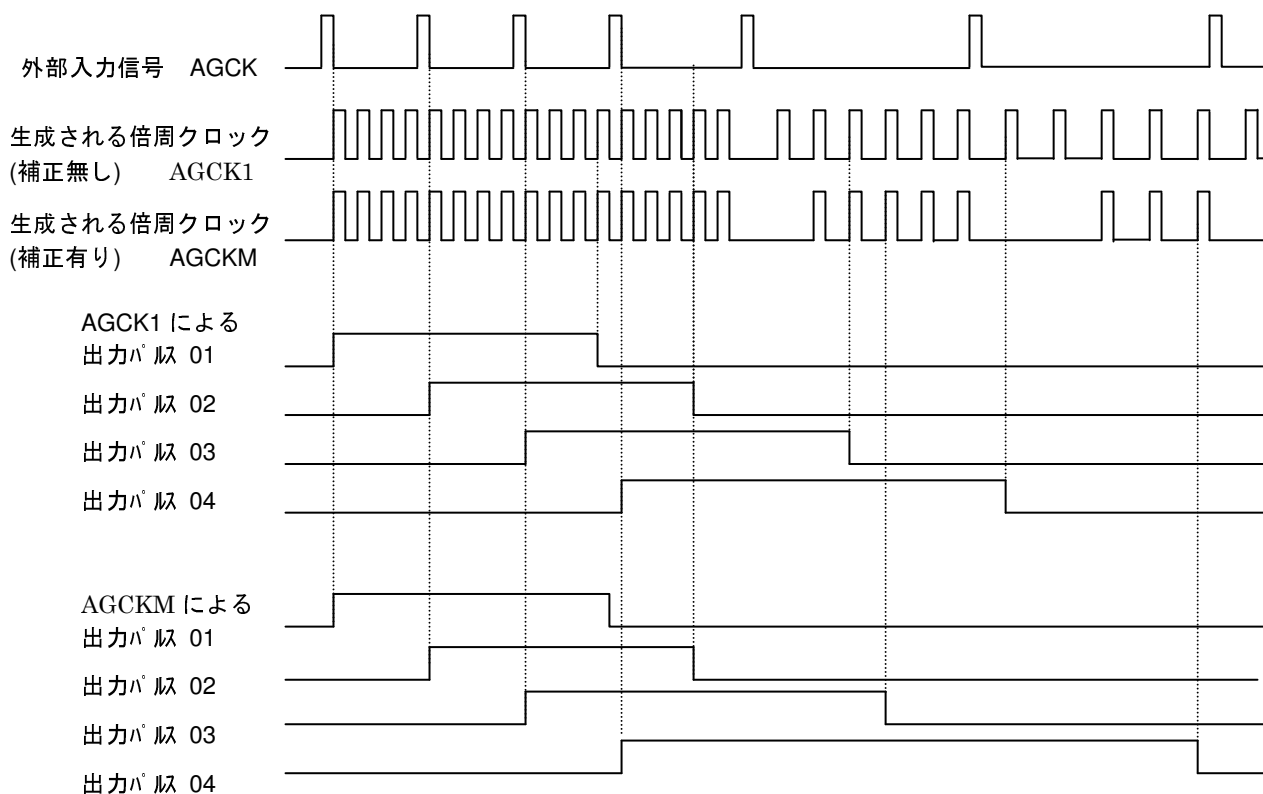 外部入力信号 AGCK
生成される倍周クロック
(補正無し) AGCK1
生成される倍周クロック
(補正有り) AGCKM
AGCK1 による
出力ﾊﾟﾙｽ 01
出力ﾊﾟﾙｽ 02
出力ﾊﾟﾙｽ 03
出力ﾊﾟﾙｽ 04
AGCKM による
出力ﾊﾟﾙｽ 01
出力ﾊﾟﾙｽ 02
出力ﾊﾟﾙｽ 03
出力ﾊﾟﾙｽ 04